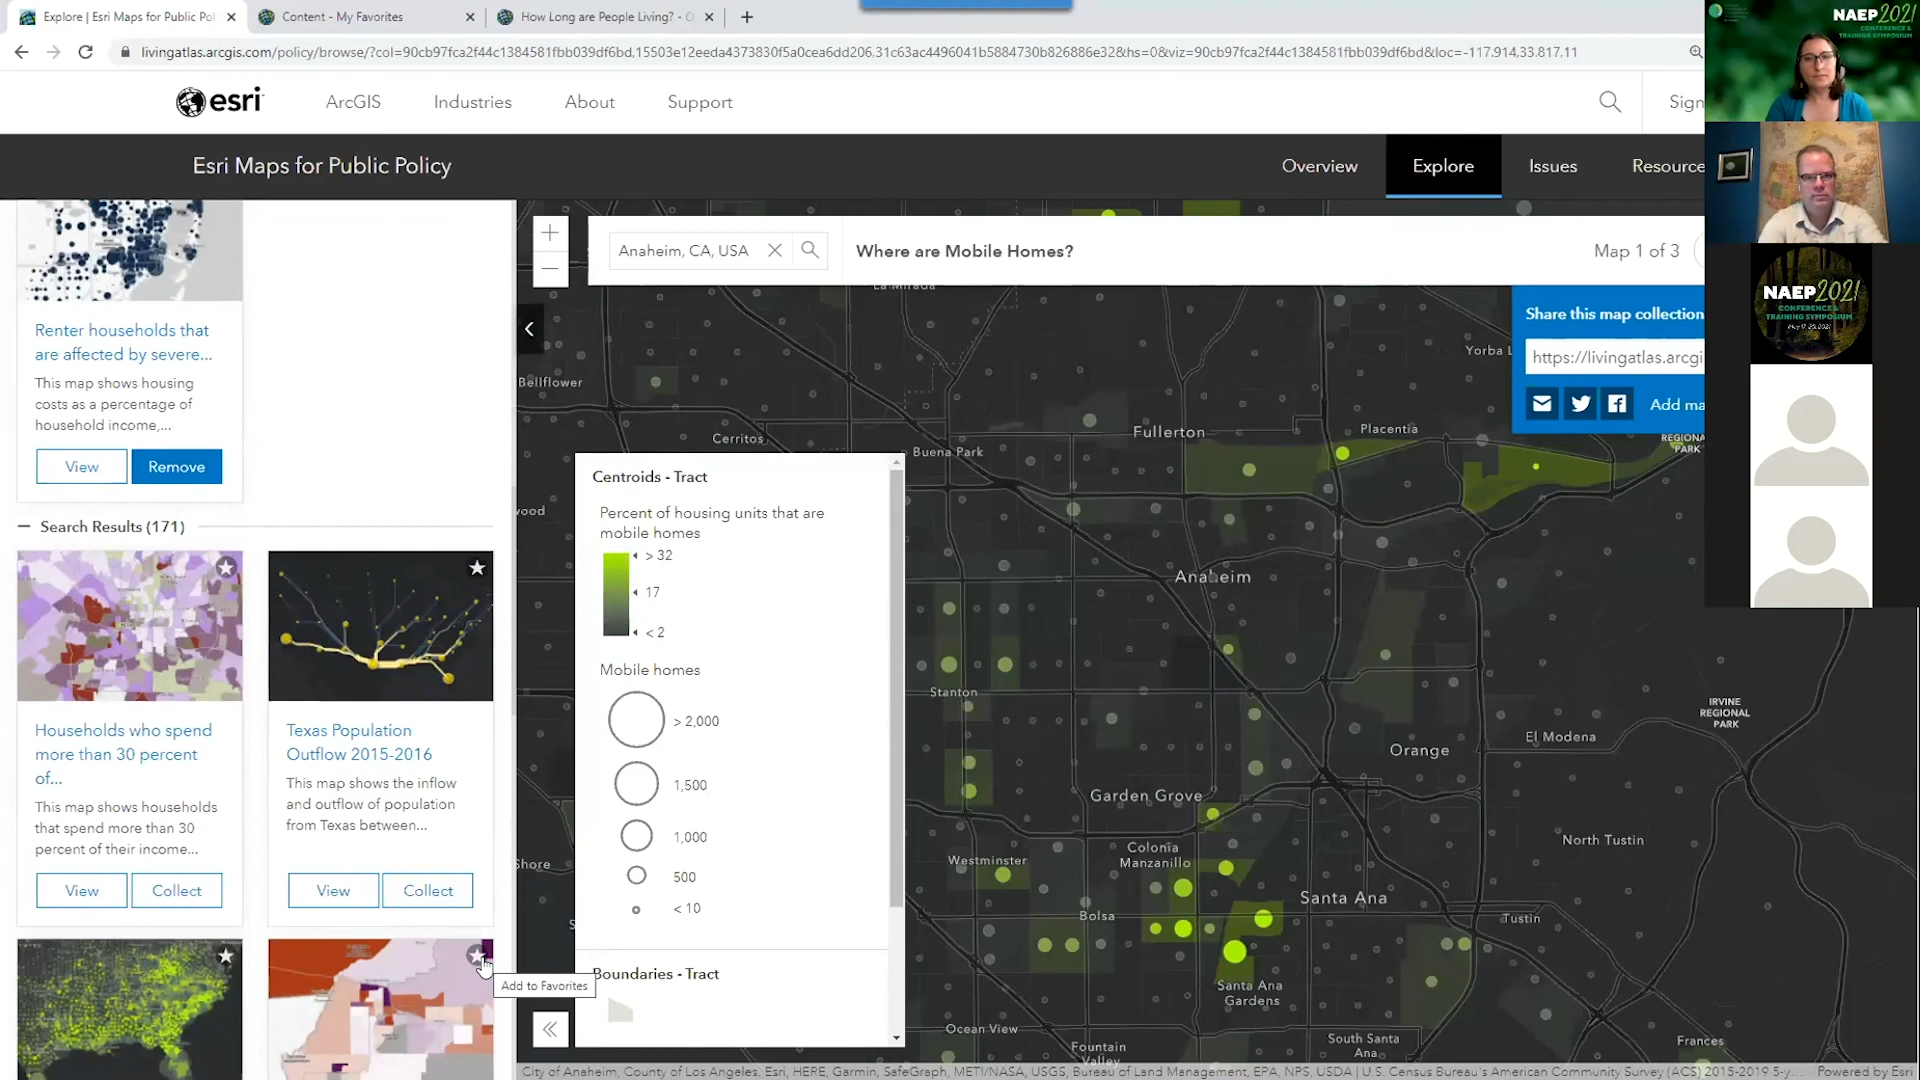 Explore | Esri Maps for Public Pol
Content - My Favorites
How Long are People Living? - O
livingatlas.arcgis.com/policy/browse/?col=90cb97fca2f44c1384581fbb039df6bd,15503e12eeda4373830f5a0cea6dd206,31c63ac4496041b5884730b826886e32&hs=0&viz=90cb97fca2f44c1384581fbb039df6bd&loc=-117.914,33.817,11
esri
ArcGIS
Industries
About
Support
Sign
Esri Maps for Public Policy
Overview
Explore
Issues
Resource
Renter households that
are affected by severe...
This map shows housing
costs as a percentage of
household income,...
View
Remove
Search Results (171)
Households who spend
more than 30 percent
of...
This map shows households
that spend more than 30
percent of their income...
View
Collect
Texas Population
Outflow 2015-2016
This map shows the inflow
and outflow of population
from Texas between...
View
Collect
Add to Favorites
Anaheim, CA, USA
Where are Mobile Homes?
Map 1 of 3
Share this map collection
https://livingatlas.arcgi
Add ma
Centroids - Tract
Percent of housing units that are
mobile homes
> 32
17
< 2
Mobile homes
> 2,000
1,500
1,000
500
< 10
Boundaries - Tract
La Mirada
Yorba L
Bellflower
Cerritos
Buena Park
Fullerton
Placentia
REGIONAL
PARK
wood
Anaheim
Stanton
IRVINE
REGIONAL
PARK
El Modena
Orange
Garden Grove
North Tustin
Shore
Westminster
Colonia
Manzanillo
Bolsa
Santa Ana
Tustin
Santa Ana
Gardens
Ocean View
Fountain
Valley
South Santa
Ana
Frances
City of Anaheim, County of Los Angeles, Esri, HERE, Garmin, SafeGraph, METI/NASA, USGS, Bureau of Land Management, EPA, NPS, USDA | U.S. Census Bureau's American Community Survey (ACS) 2015-2019 5-y...
Powered by Esri
NAEP2021
CONFERENCE &
TRAINING SYMPOSIUM
NAEP2021
CONFERENCE &
TRAINING SYMPOSIUM